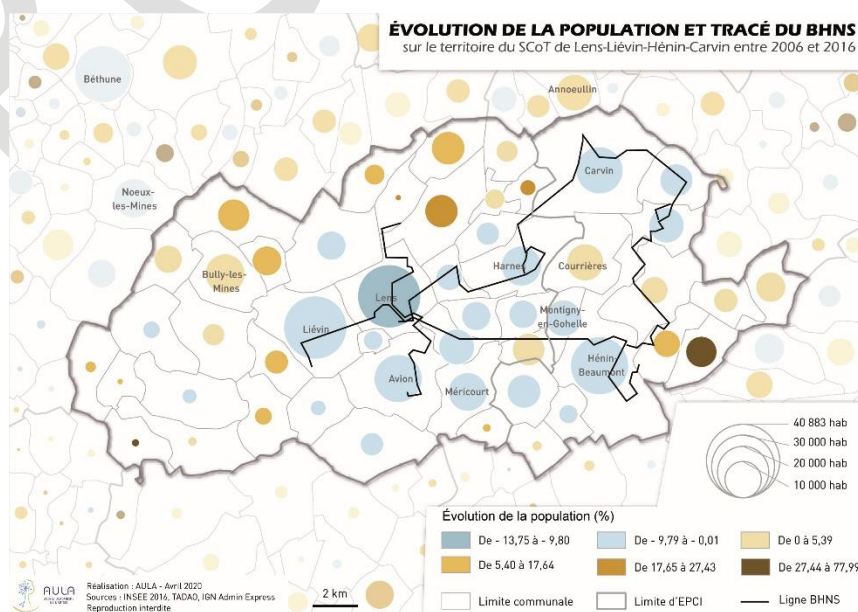 ÉVOLUTION DE LA POPULATION ET TRACÉ DU BHNS
sur le territoire du SCoT de Lens-Liévin-Hénin-Carvin entre 2006 et 2016
Béthune
Annoeullin
Carvin
Noeux-
les-Mines
Bully-les-
Mines
Harnes
Courrières
Lens
Liévin
Montigny-
en-Gohelle
Hénin-
Beaumont
Avion
Méricourt
40 883 hab
30 000 hab
20 000 hab
10 000 hab
Évolution de la population (%)
De - 13,75 à - 9,80
De - 9,79 à - 0,01
De 0 à 5,39
De 5,40 à 17,64
De 17,65 à 27,43
De 27,44 à 77,99
Limite communale
Limite d'EPCI
Ligne BHNS
AULA
Réalisation : AULA - Avril 2020
Sources : INSEE 2016, TADAO, IGN Admin Express
Reproduction interdite
2 km